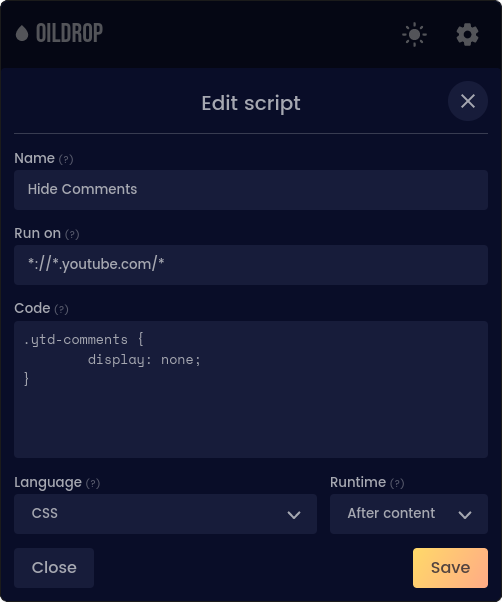 OILDROP
Edit script
Name (?)
Hide Comments
Run on (?)
*://*.youtube.com/*
Code (?)
.ytd-comments {
        display: none;
}
Language (?)
Runtime (?)
CSS
After content
Close
Save